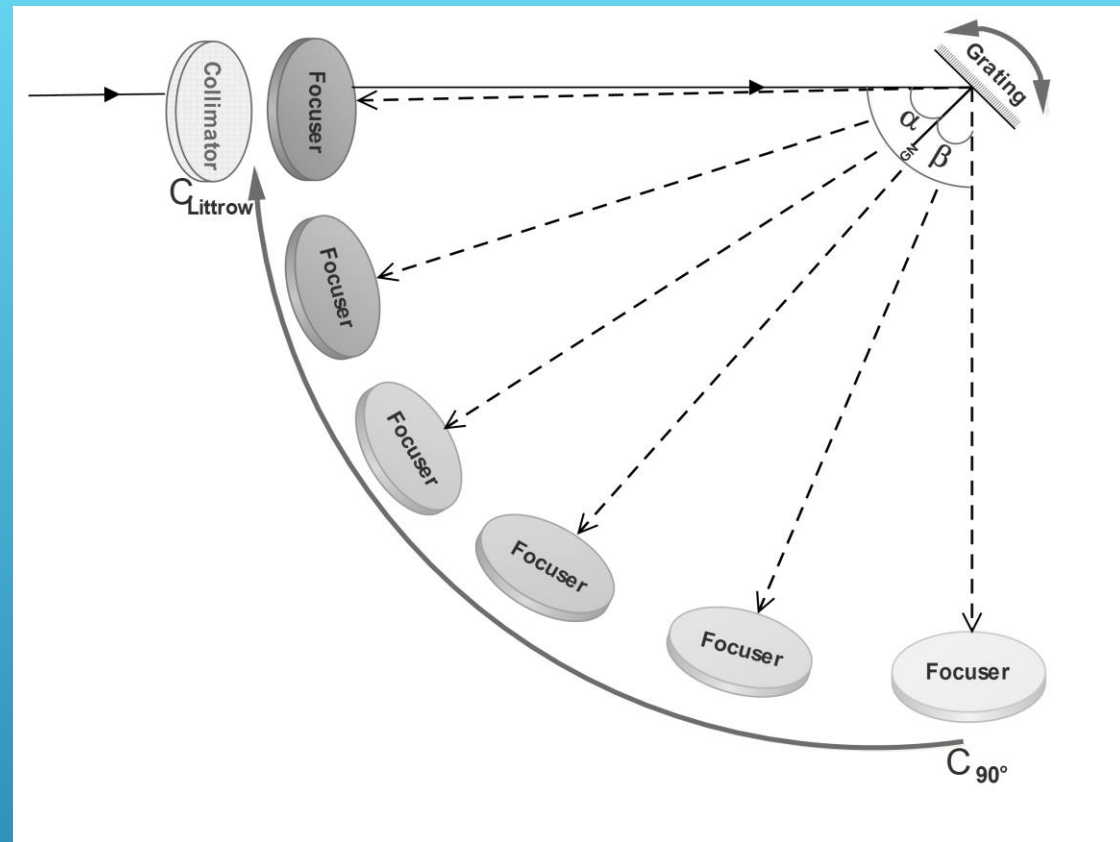 Grating
Collimator
Focuser
α
GN
β
C Littrow
Focuser
Focuser
Focuser
Focuser
Focuser
C 90°